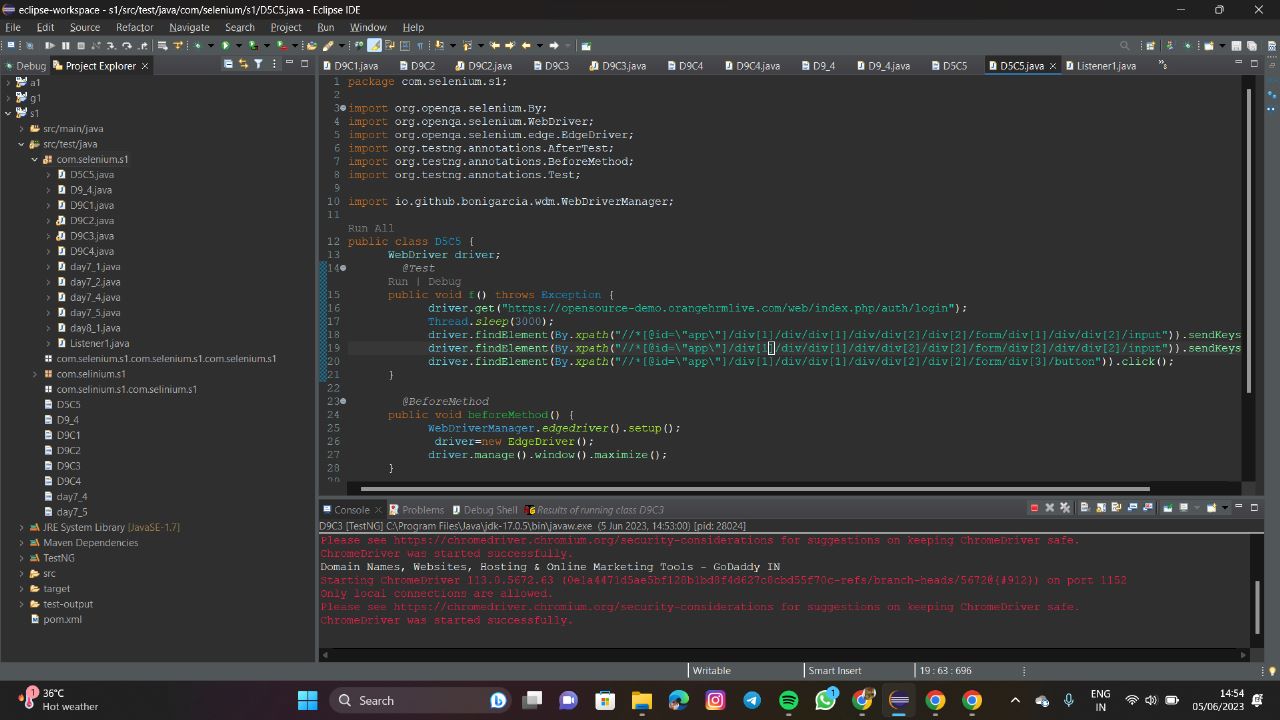 eclipse-workspace - s1/src/test/java/com/selenium/s1/D5C5.java - Eclipse IDE
File Edit Source Refactor Navigate Search Project Run Window Help
Debug Project Explorer
D9C1.java D9C2 D9C2.java D9C3 D9C3.java D9C4 D9C4.java D9_4 D9_4.java D5C5 D5C5.java Listener1.java
a1
g1
s1
src/main/java
src/test/java
com.selenium.s1
D5C5.java
D9_4.java
D9C1.java
D9C2.java
D9C3.java
D9C4.java
day7_1.java
day7_2.java
day7_4.java
day7_5.java
day8_1.java
Listener1.java
com.selenium.s1.com.selenium.s1.com.selenium.s1
com.selinium.s1
com.selinium.s1.com.selinium.s1
D5C5
D9_4
D9C1
D9C2
D9C3
D9C4
day7_4
day7_5
JRE System Library [JavaSE-1.7]
Maven Dependencies
TestNG
src
target
test-output
pom.xml
1 package com.selenium.s1;
2
3 import org.openqa.selenium.By;
4 import org.openqa.selenium.WebDriver;
5 import org.openqa.selenium.edge.EdgeDriver;
6 import org.testng.annotations.AfterTest;
7 import org.testng.annotations.BeforeMethod;
8 import org.testng.annotations.Test;
9
10 import io.github.bonigarcia.wdm.WebDriverManager;
11
Run All
12 public class D5C5 {
13 WebDriver driver;
14 @Test
Run | Debug
15 public void f() throws Exception {
16 driver.get("https://opensource-demo.orangehrmlive.com/web/index.php/auth/login");
17 Thread.sleep(3000);
18 driver.findElement(By.xpath("//*[@id=\"app\"]/div[1]/div/div[1]/div/div[2]/div[2]/form/div[1]/div/div[2]/input")).sendKeys
19 driver.findElement(By.xpath("//*[@id=\"app\"]/div[1]/div/div[1]/div/div[2]/div[2]/form/div[2]/div/div[2]/input")).sendKeys
20 driver.findElement(By.xpath("//*[@id=\"app\"]/div[1]/div/div[1]/div/div[2]/div[2]/form/div[3]/button")).click();
21 }
22
23 @BeforeMethod
24 public void beforeMethod() {
25 WebDriverManager.edgedriver().setup();
26 driver=new EdgeDriver();
27 driver.manage().window().maximize();
28 }
29
Console Problems Debug Shell Results of running class D9C3
D9C3 [TestNG] C:\Program Files\Java\jdk-17.0.5\bin\javaw.exe (5 Jun 2023, 14:53:00) [pid: 28024]
Please see https://chromedriver.chromium.org/security-considerations for suggestions on keeping ChromeDriver safe.
ChromeDriver was started successfully.
Domain Names, Websites, Hosting & Online Marketing Tools - GoDaddy IN
Starting ChromeDriver 113.0.5672.63 (0e1a4471d5ae5bf128b1bd8f4d627c8cbd55f70c-refs/branch-heads/5672@{#912}) on port 1152
Only local connections are allowed.
Please see https://chromedriver.chromium.org/security-considerations for suggestions on keeping ChromeDriver safe.
ChromeDriver was started successfully.
Writable Smart Insert 19 : 63 : 696
1 36°C
Hot weather
Search
1
ENG
IN
14:54
05/06/2023